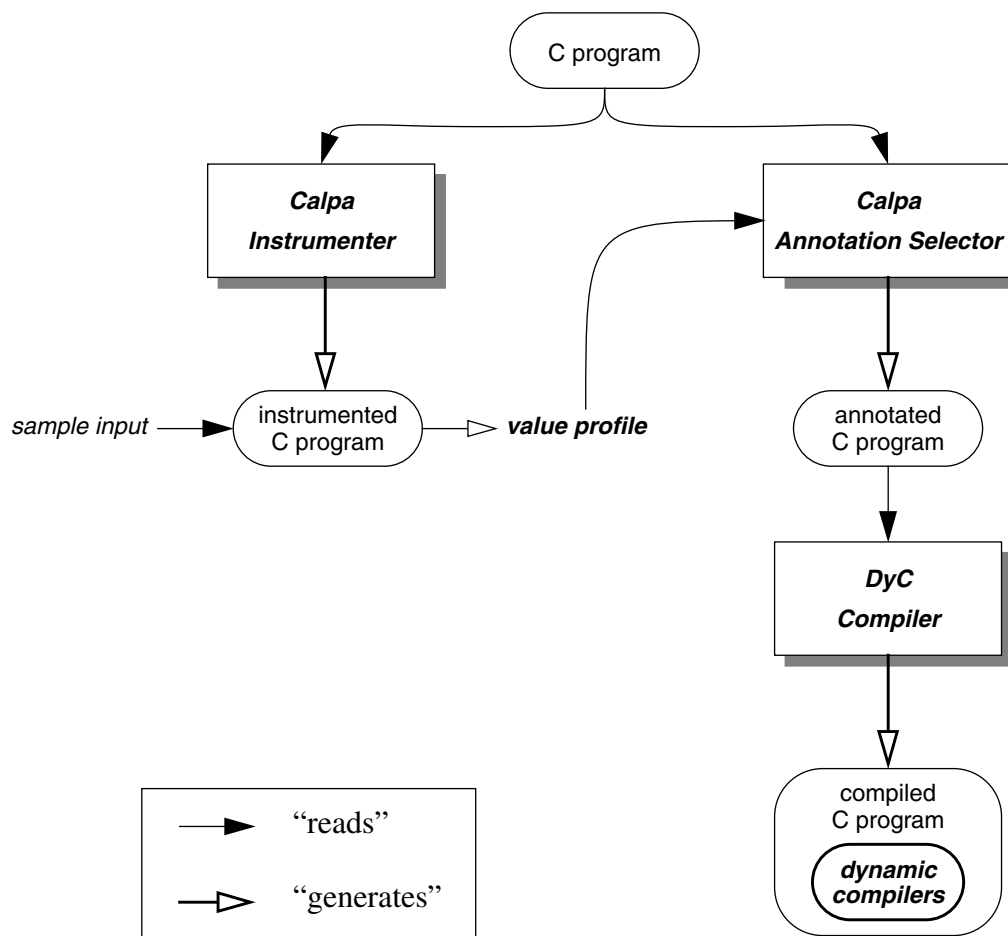 C program
Calpa
Instrumenter
Calpa
Annotation Selector
sample input
instrumented
C program
value profile
annotated
C program
DyC
Compiler
compiled
C program
dynamic
compilers
“reads”
“generates”